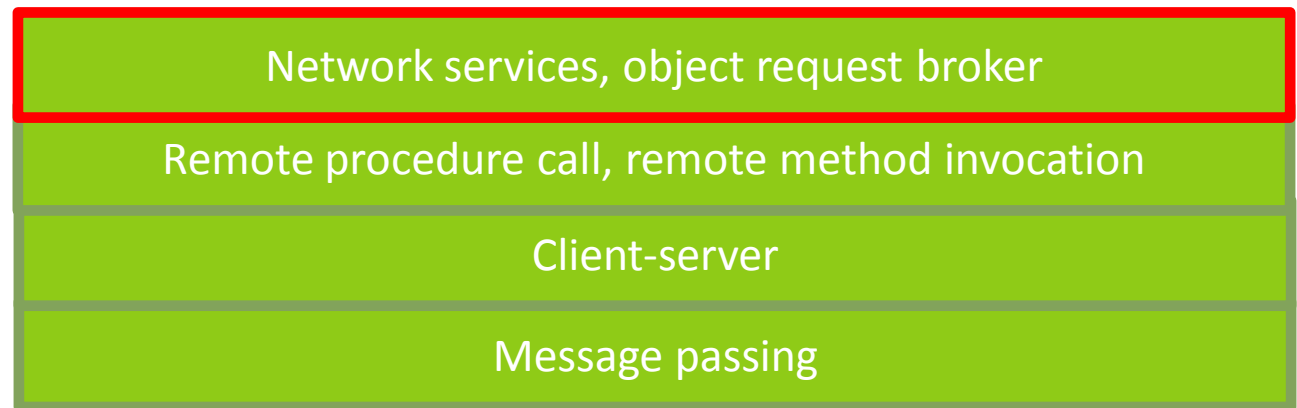 Network services, object request broker
Remote procedure call, remote method invocation
Client-server
Message passing